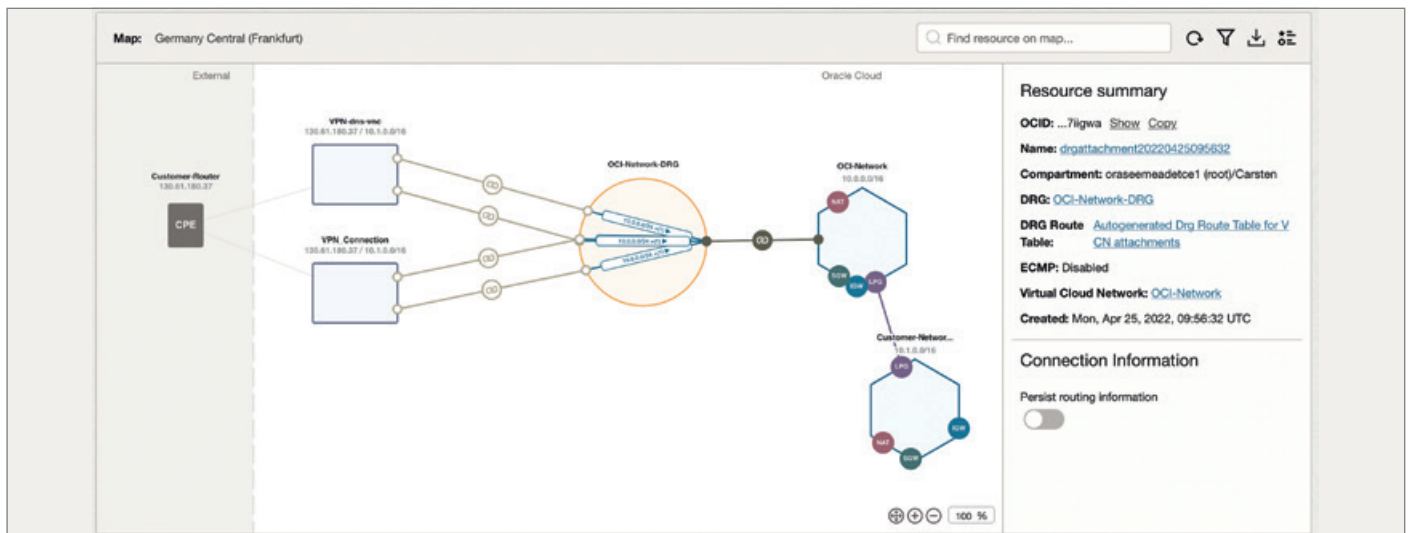 Map: Germany Central (Frankfurt)
Find resource on map...
External
Oracle Cloud
VPN-dns-vnc
130.61.180.37 / 10.1.0.0/16
Customer-Router
130.61.180.37
CPE
VPN_Connection
130.61.180.37 / 10.1.0.0/16
OCI-Network-DRG
OCI-Network
10.0.0.0/16
NAT
SGW
IGW
LPG
Customer-Networ...
10.1.0.0/16
LPG
IGW
NAT
SGW
100 %
Resource summary
OCID: ...7iigwa Show Copy
Name: drgattachment20220425095632
Compartment: oraseemeadetce1 (root)/Carsten
DRG: OCI-Network-DRG
DRG Route Autogenerated Drg Route Table for V
Table: CN attachments
ECMP: Disabled
Virtual Cloud Network: OCI-Network
Created: Mon, Apr 25, 2022, 09:56:32 UTC
Connection Information
Persist routing information